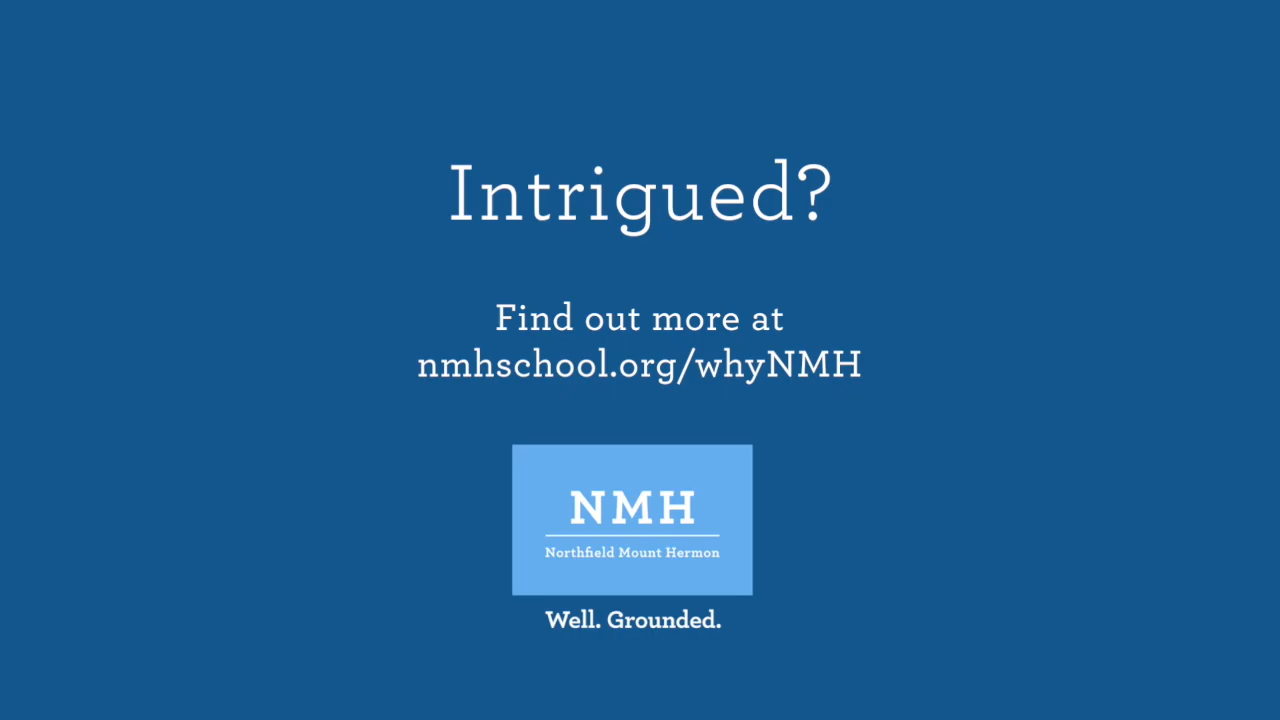 Intrigued?
Find out more at
nmhschool.org/whyNMH
NMH
Northfield Mount Hermon
Well. Grounded.